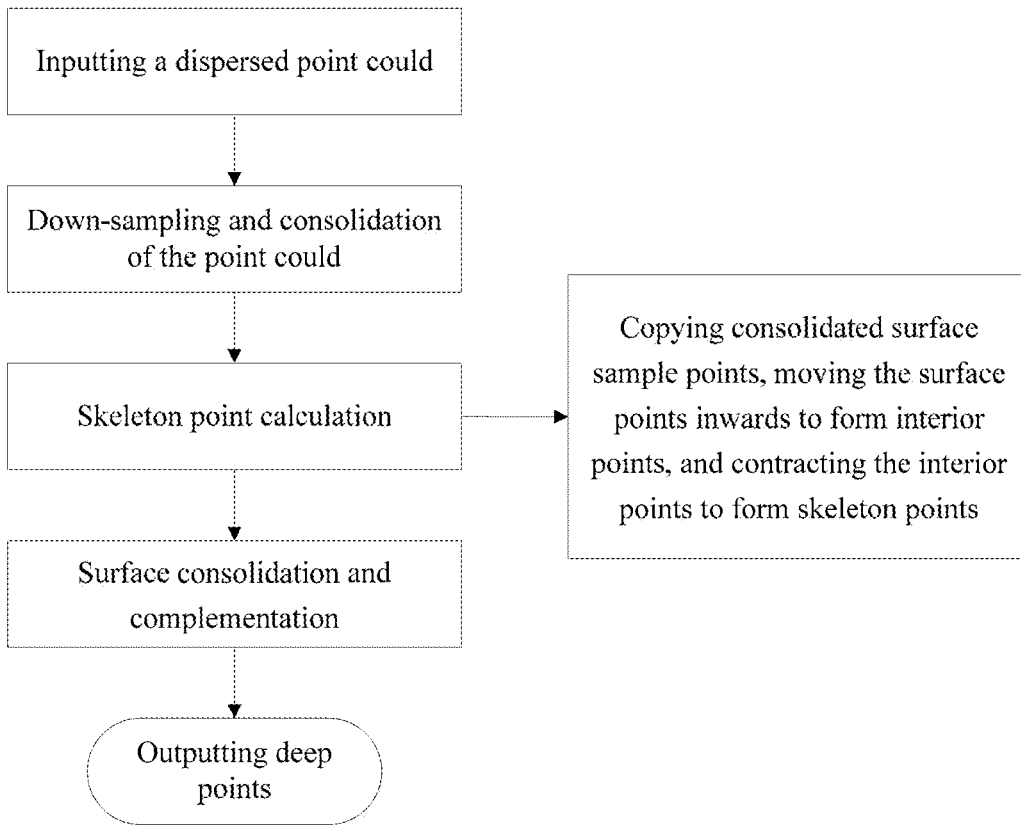 Inputting a dispersed point could
Down-sampling and consolidation
of the point could
Skeleton point calculation
Copying consolidated surface
sample points, moving the surface
points inwards to form interior
points, and contracting the interior
points to form skeleton points
Surface consolidation and
complementation
Outputting deep
points